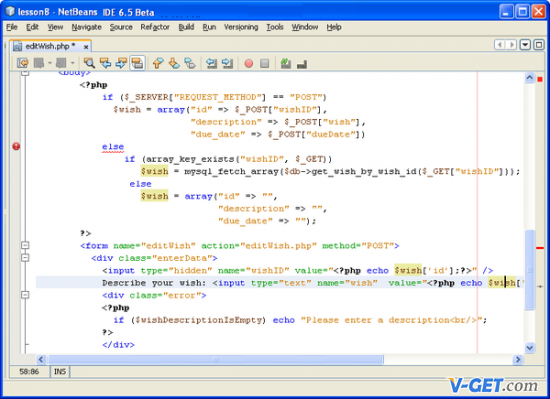 lesson8 - NetBeans IDE 6.5 Beta
File Edit View Navigate Source Refactor Build Run Versioning Tools Window Help
editWish.php *
<body>
<?php
if ($_SERVER["REQUEST_METHOD"] == "POST")
$wish = array("id" => $_POST["wishID"],
"description" => $_POST["wish"],
"due_date" => $_POST["dueDate"])
else
if (array_key_exists("wishID", $_GET))
$wish = mysql_fetch_array($db->get_wish_by_wish_id($_GET["wishID"]));
else
$wish = array("id" => "",
"description" => "",
"due_date" => "");
?>
<form name="editWish" action="editWish.php" method="POST">
<div class="enterData">
<input type="hidden" name="wishID" value="<?php echo $wish['id'];?>" />
Describe your wish: <input type="text" name="wish" value="<?php echo $wish['
<div class="error">
<?php
if ($wishDescriptionIsEmpty) echo "Please enter a description<br/>";
?>
</div>
58:86 INS
V-GET.com